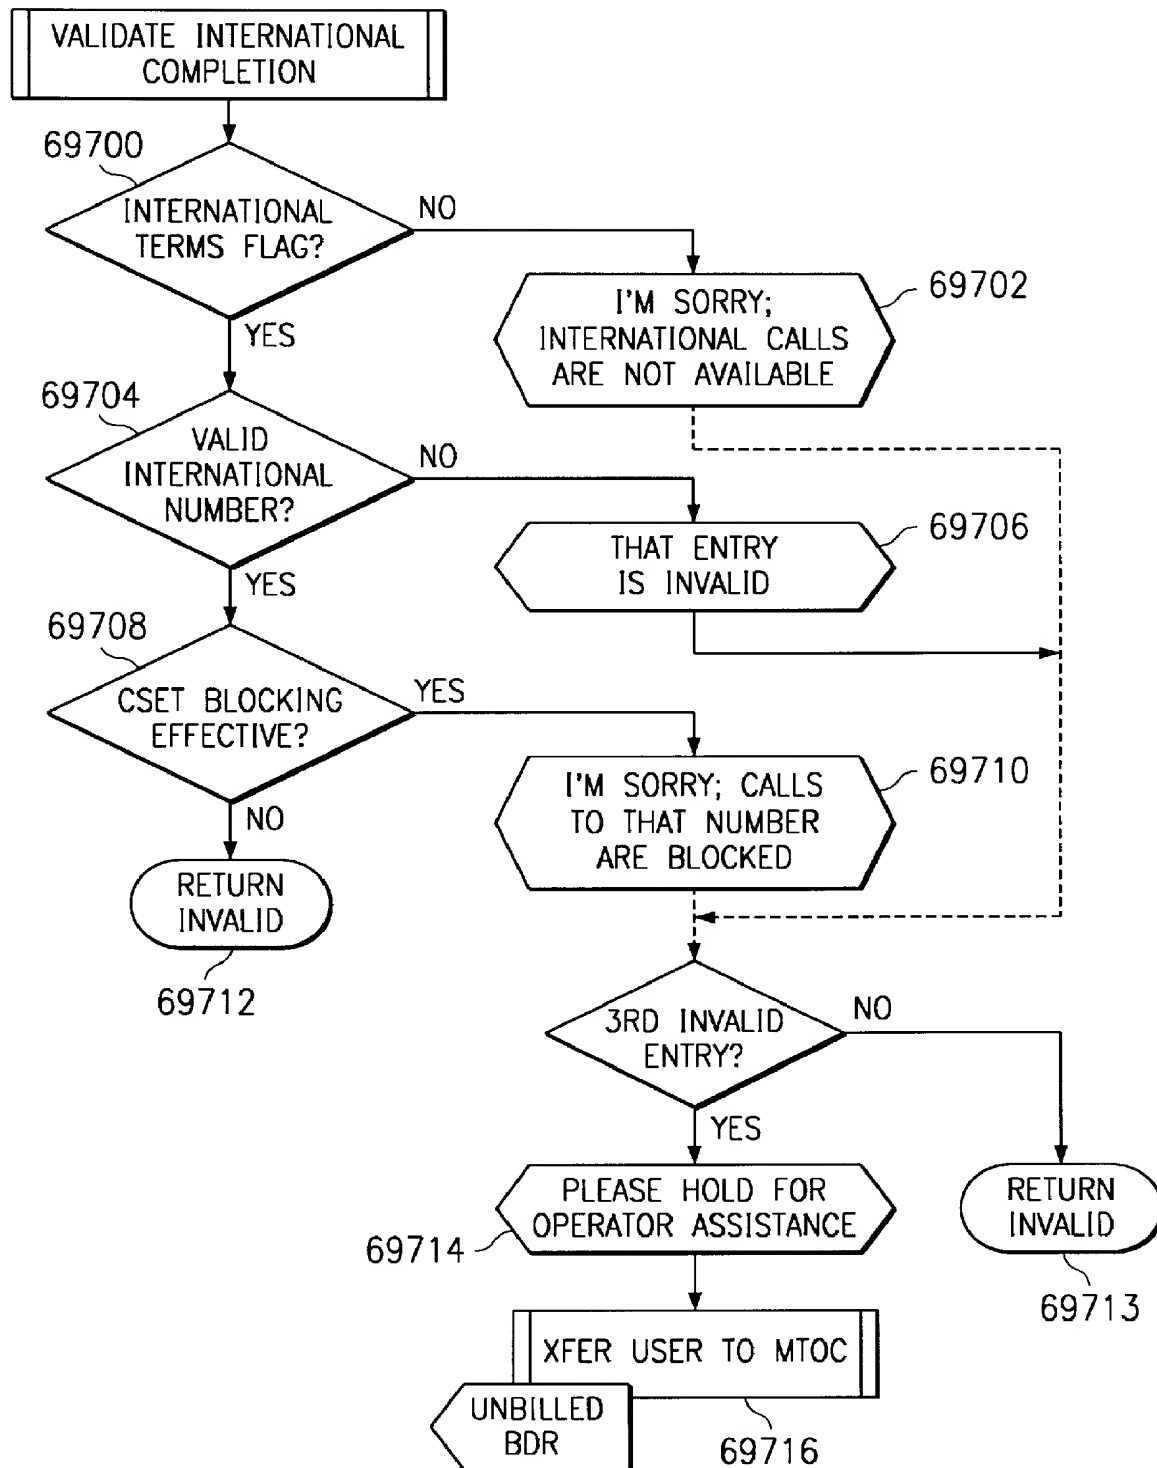 VALIDATE INTERNATIONAL
COMPLETION
69700
INTERNATIONAL
TERMS FLAG?
NO
YES
I'M SORRY;
INTERNATIONAL CALLS
ARE NOT AVAILABLE
69702
69704
VALID
INTERNATIONAL
NUMBER?
NO
YES
THAT ENTRY
IS INVALID
69706
69708
CSET BLOCKING
EFFECTIVE?
YES
NO
I'M SORRY; CALLS
TO THAT NUMBER
ARE BLOCKED
69710
RETURN
INVALID
69712
3RD INVALID
ENTRY?
NO
YES
PLEASE HOLD FOR
OPERATOR ASSISTANCE
69714
RETURN
INVALID
69713
XFER USER TO MTOC
UNBILLED
BDR
69716